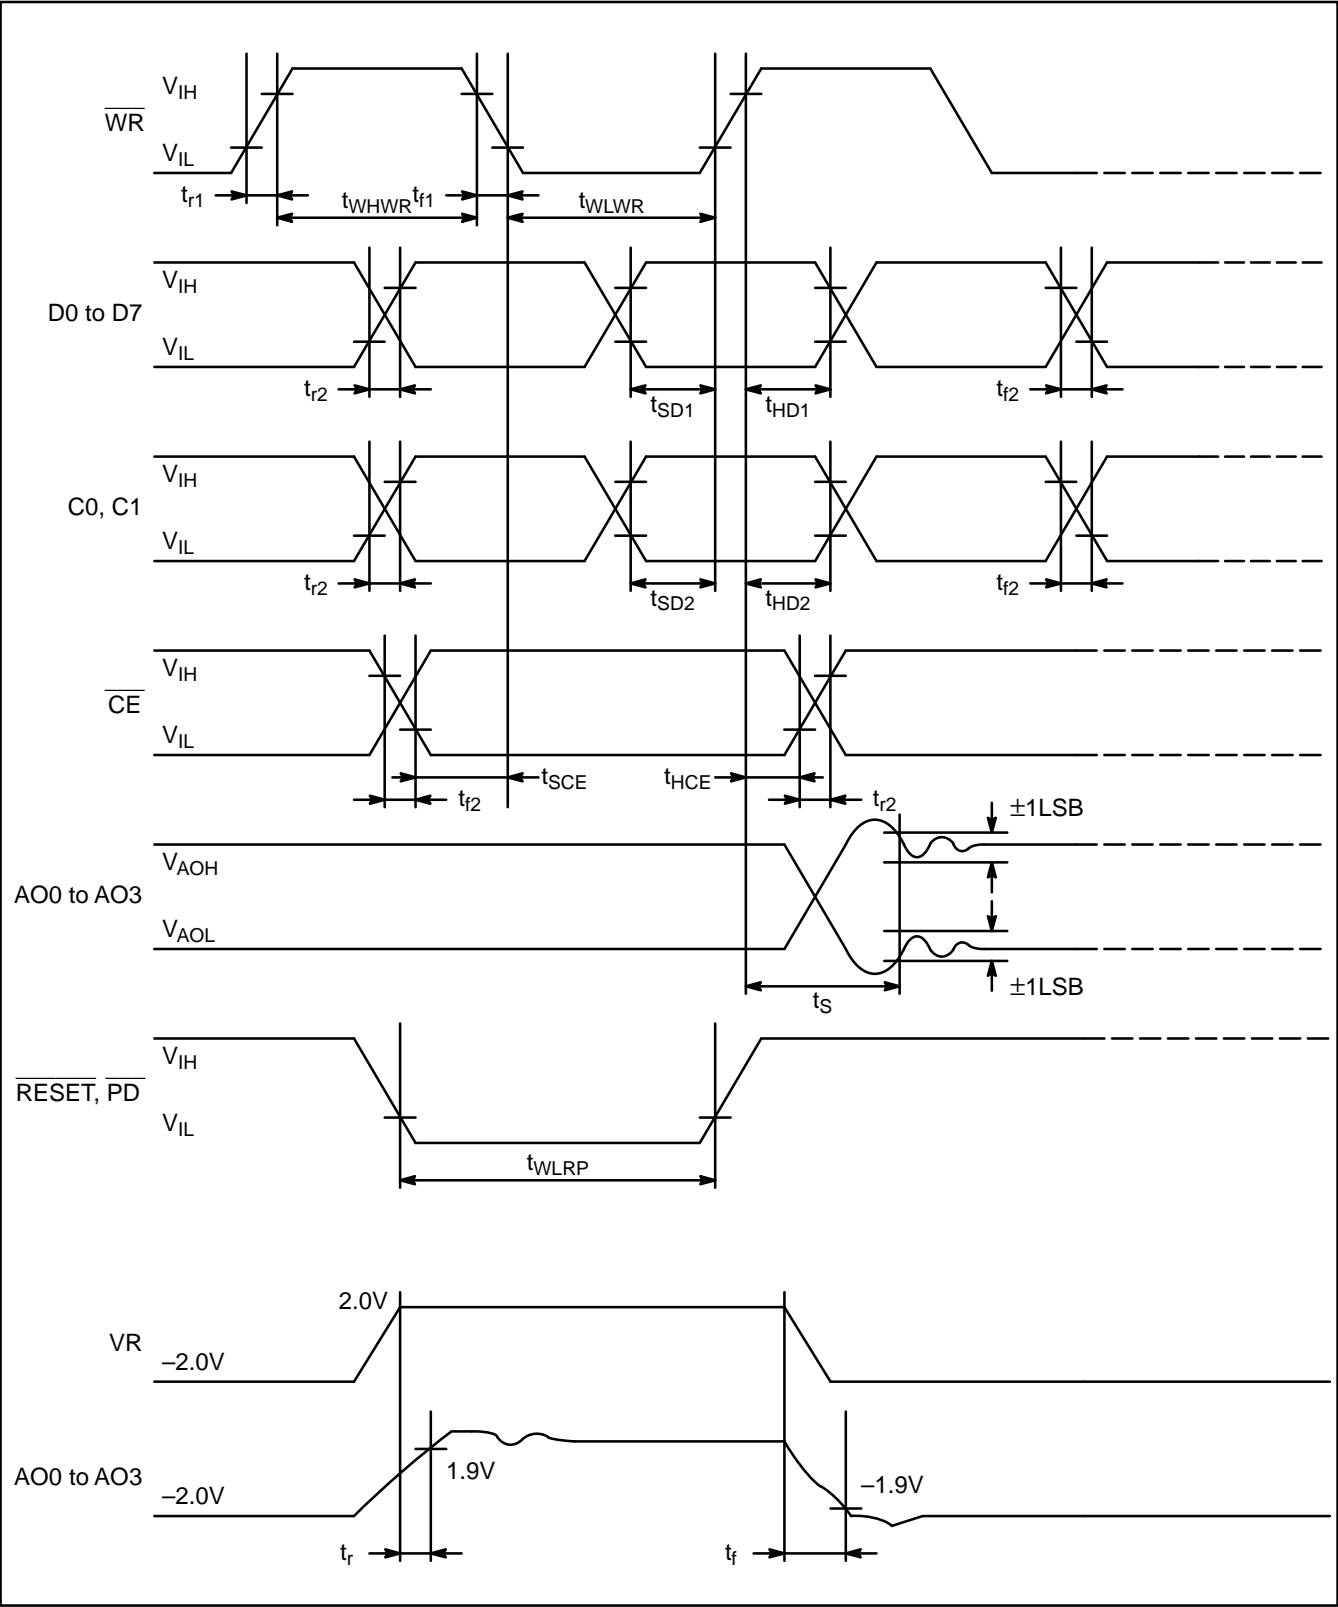 VIH
WR
VIL
tr1 tWHWR tf1 tWLWR
VIH
D0 to D7
VIL
tr2 tSD1 tHD1 tf2
VIH
C0, C1
VIL
tr2 tSD2 tHD2 tf2
VIH
CE
VIL
tSCE tHCE
tf2 tr2 ±1LSB
VAOH
AO0 to AO3
VAOL
±1LSB
tS
VIH
RESET, PD
VIL
tWLRP
2.0V
VR
–2.0V
1.9V
AO0 to AO3
–2.0V
–1.9V
tr tf